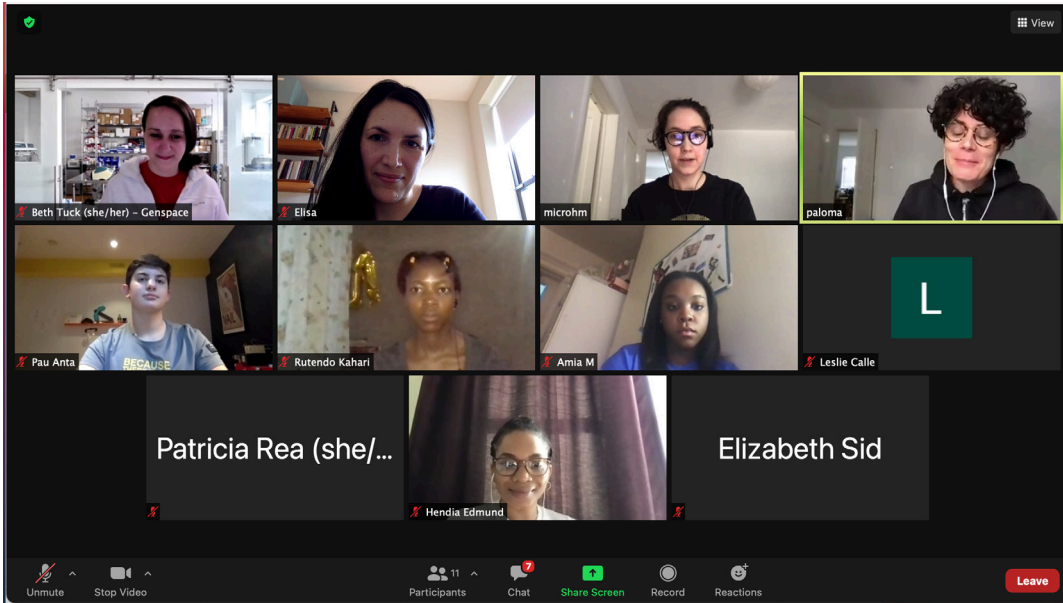 View
Beth Tuck (she/her) – Genspace
Elisa
microhm
paloma
BECAUSE
Pau Anta
Rutendo Kahari
Amia M
L
Leslie Calle
Patricia Rea (she/...
Hendia Edmund
Elizabeth Sid
Unmute
Stop Video
11
Participants
7
Chat
Share Screen
Record
Reactions
Leave